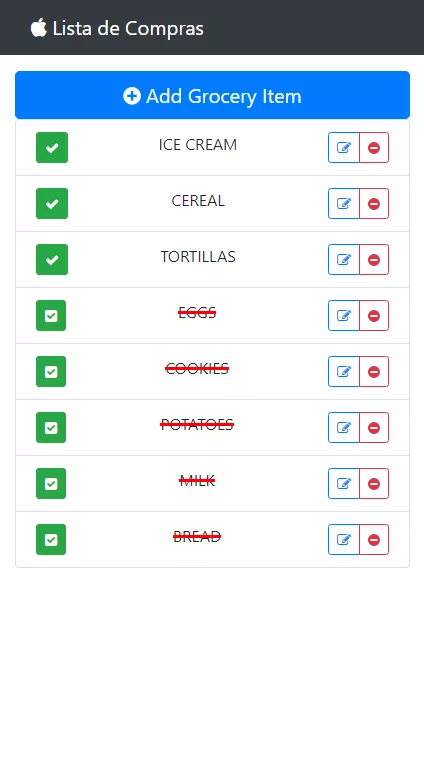 Lista de Compras
Add Grocery Item
ICE CREAM
CEREAL
TORTILLAS
EGGS
COOKIES
POTATOES
MILK
BREAD